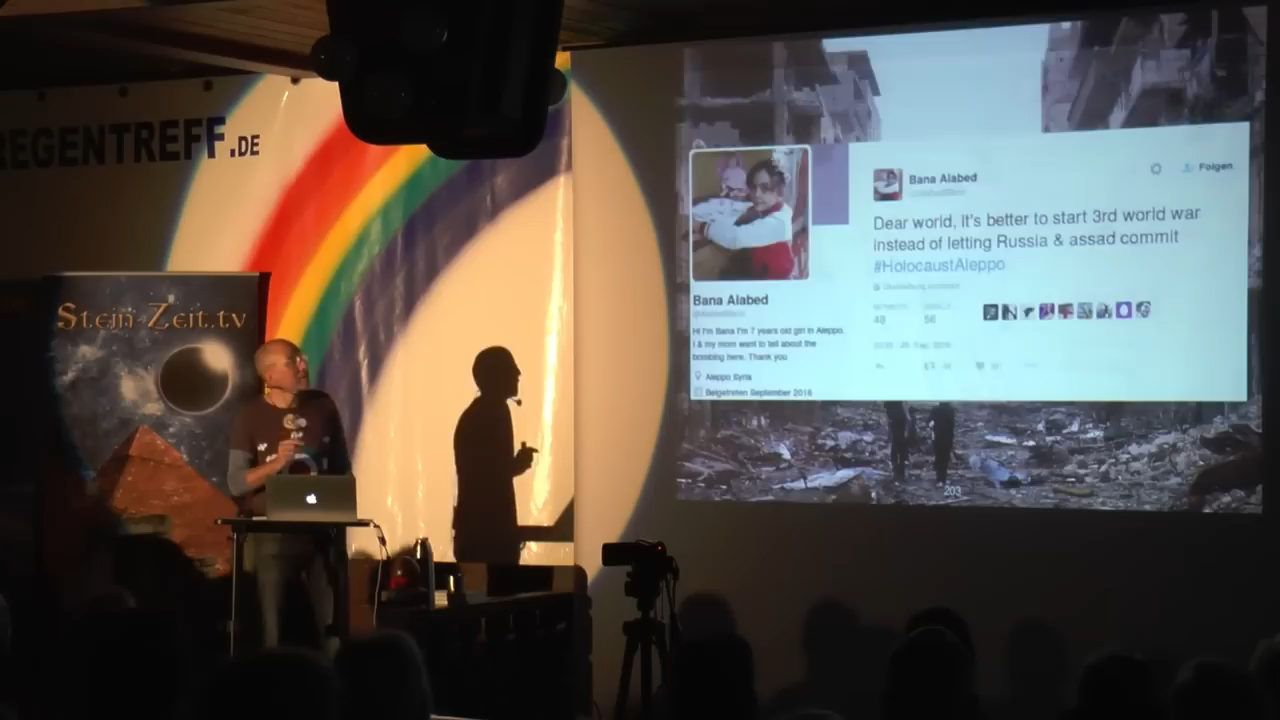 REGENTREFF.DE
Stein-Zeit.tv
Bana Alabed
Hi I'm Bana I'm 7 years old girl in Aleppo.
I & my mom want to tell about the
bombing here. Thank you
Aleppo Syria
Beigetreten September 2016
Bana Alabed
Folgen
Dear world, it's better to start 3rd world war
instead of letting Russia & assad commit
#HolocaustAleppo
48 56
203